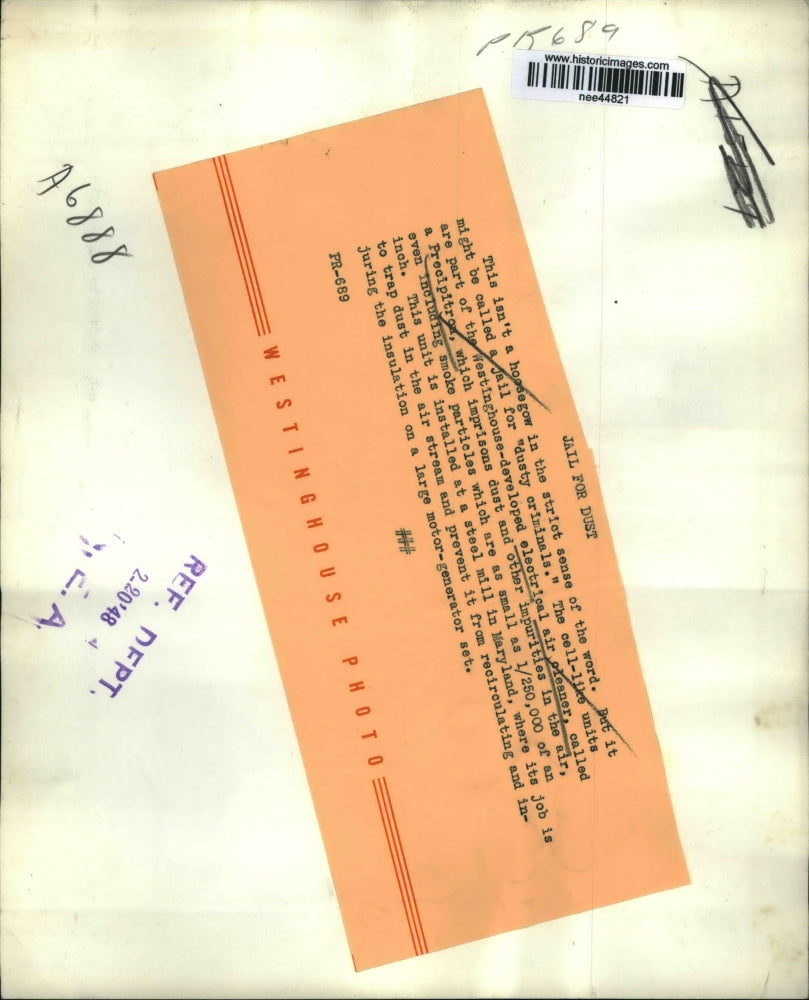 PR689
www.historicimages.com
nee44821
A6888
JAIL FOR DUST
This isn't a hoosegow in the strict sense of the word. But it
might be called a jail for "dusty criminals." The cell-like units
are part of the Westinghouse-developed electrical air cleaner, called
a Precipitron, which imprisons dust and other impurities in the air,
even including smoke particles which are as small as 1/250,000 of an
inch. This unit is installed at a steel mill in Maryland, where its job is
to trap dust in the air stream and prevent it from recirculating and in-
juring the insulation on a large motor-generator set.
###
PR-689
WESTINGHOUSE PHOTO
REF. DEPT.
2·20'48
N.E.A